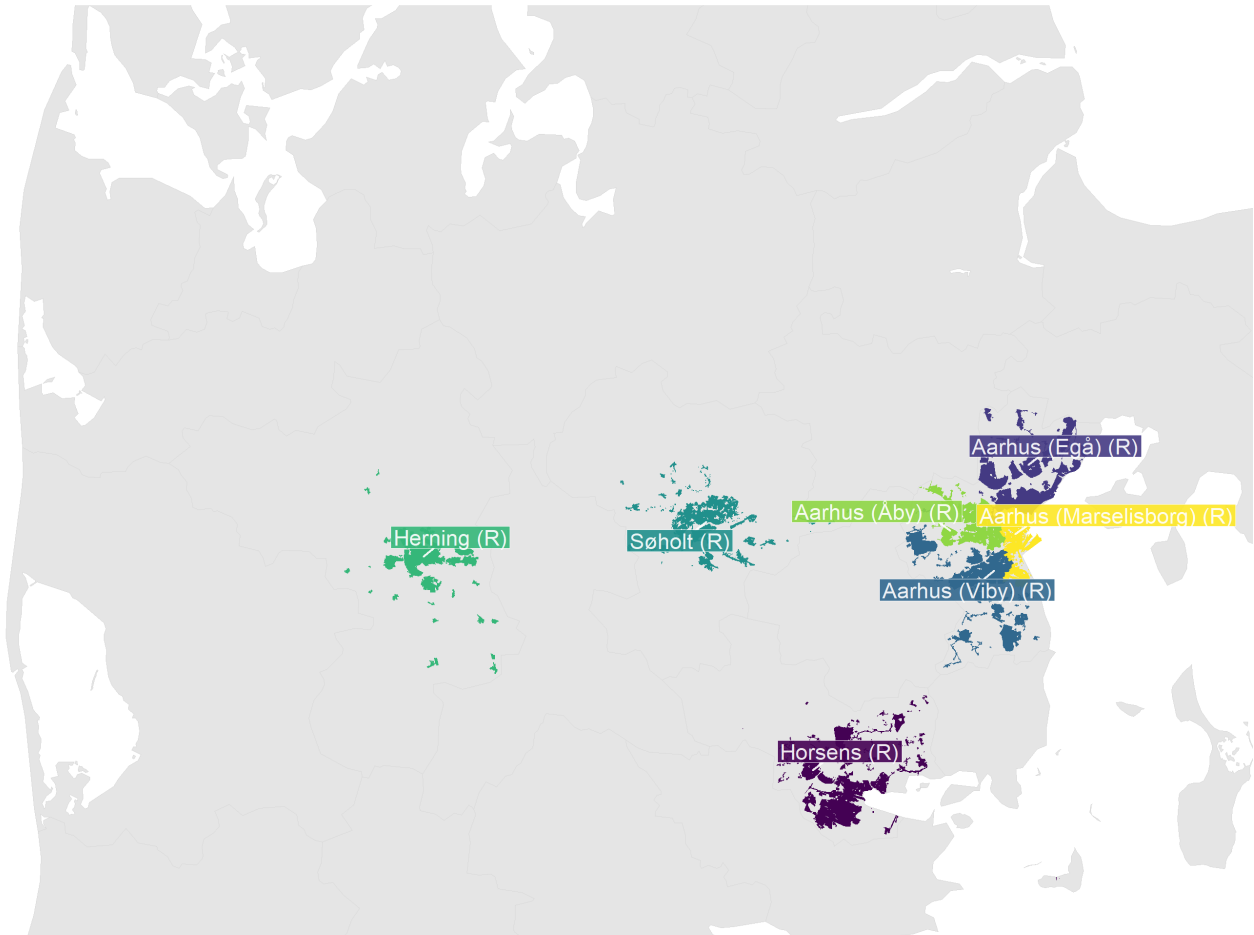 Aarhus (Egå) (R)
Aarhus (Åby) (R)
Aarhus (Marselisborg) (R)
Herning (R)
Søholt (R)
Aarhus (Viby) (R)
Horsens (R)